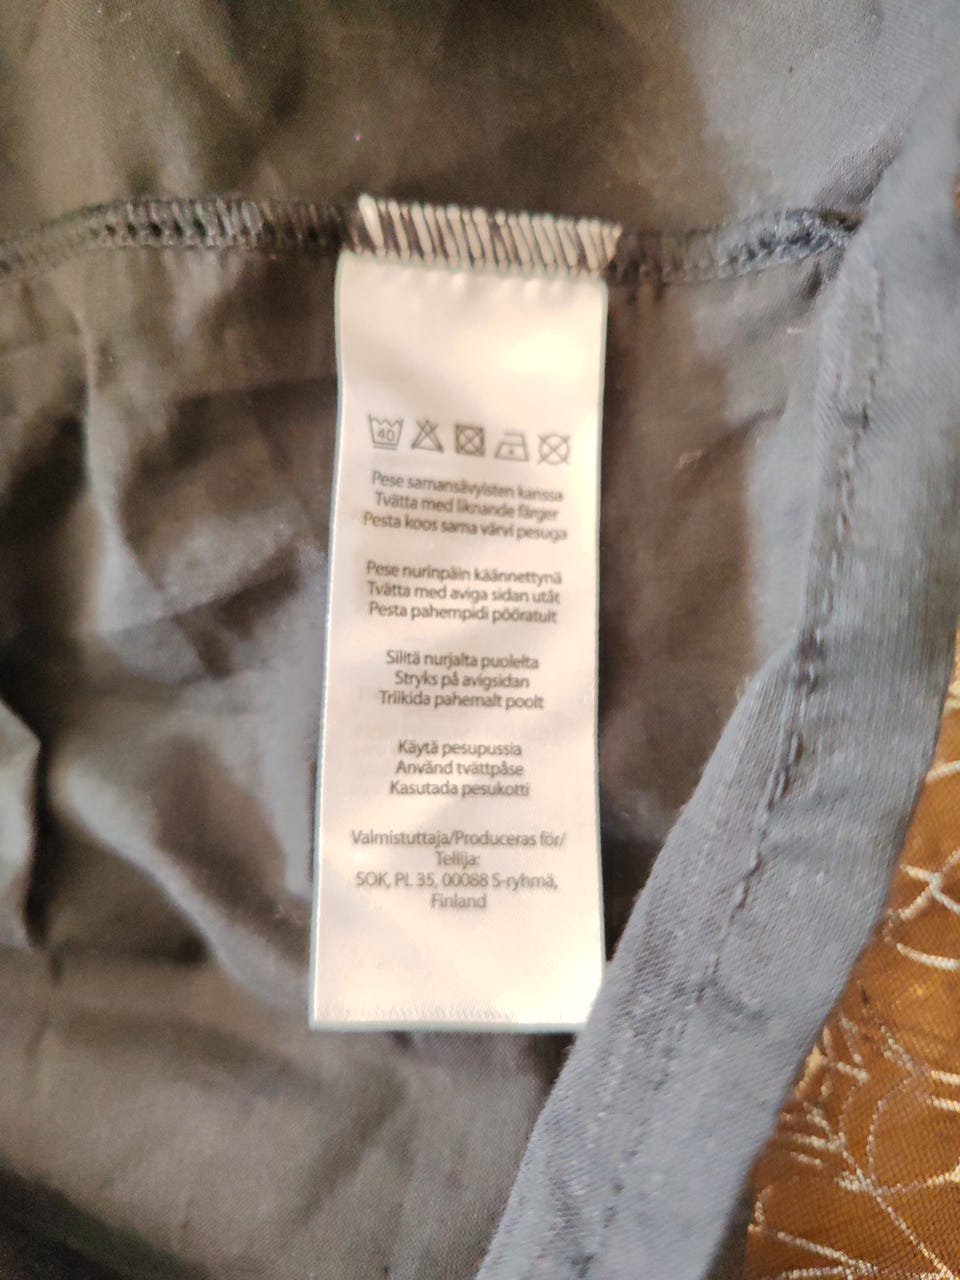 40
Pese samansävyisten kanssa
Tvätta med liknande färger
Pesta koos sama värvi pesuga
Pese nurinpäin käännettynä
Tvätta med aviga sidan utåt
Pesta pahempidi pööratult
Silitä nurjalta puolelta
Stryks på avigsidan
Triikida pahemalt poolt
Käytä pesupussia
Använd tvättpåse
Kasutada pesukotti
Valmistuttaja/Produceras för/
Tellija:
SOK, PL 35, 00088 S-ryhmä,
Finland